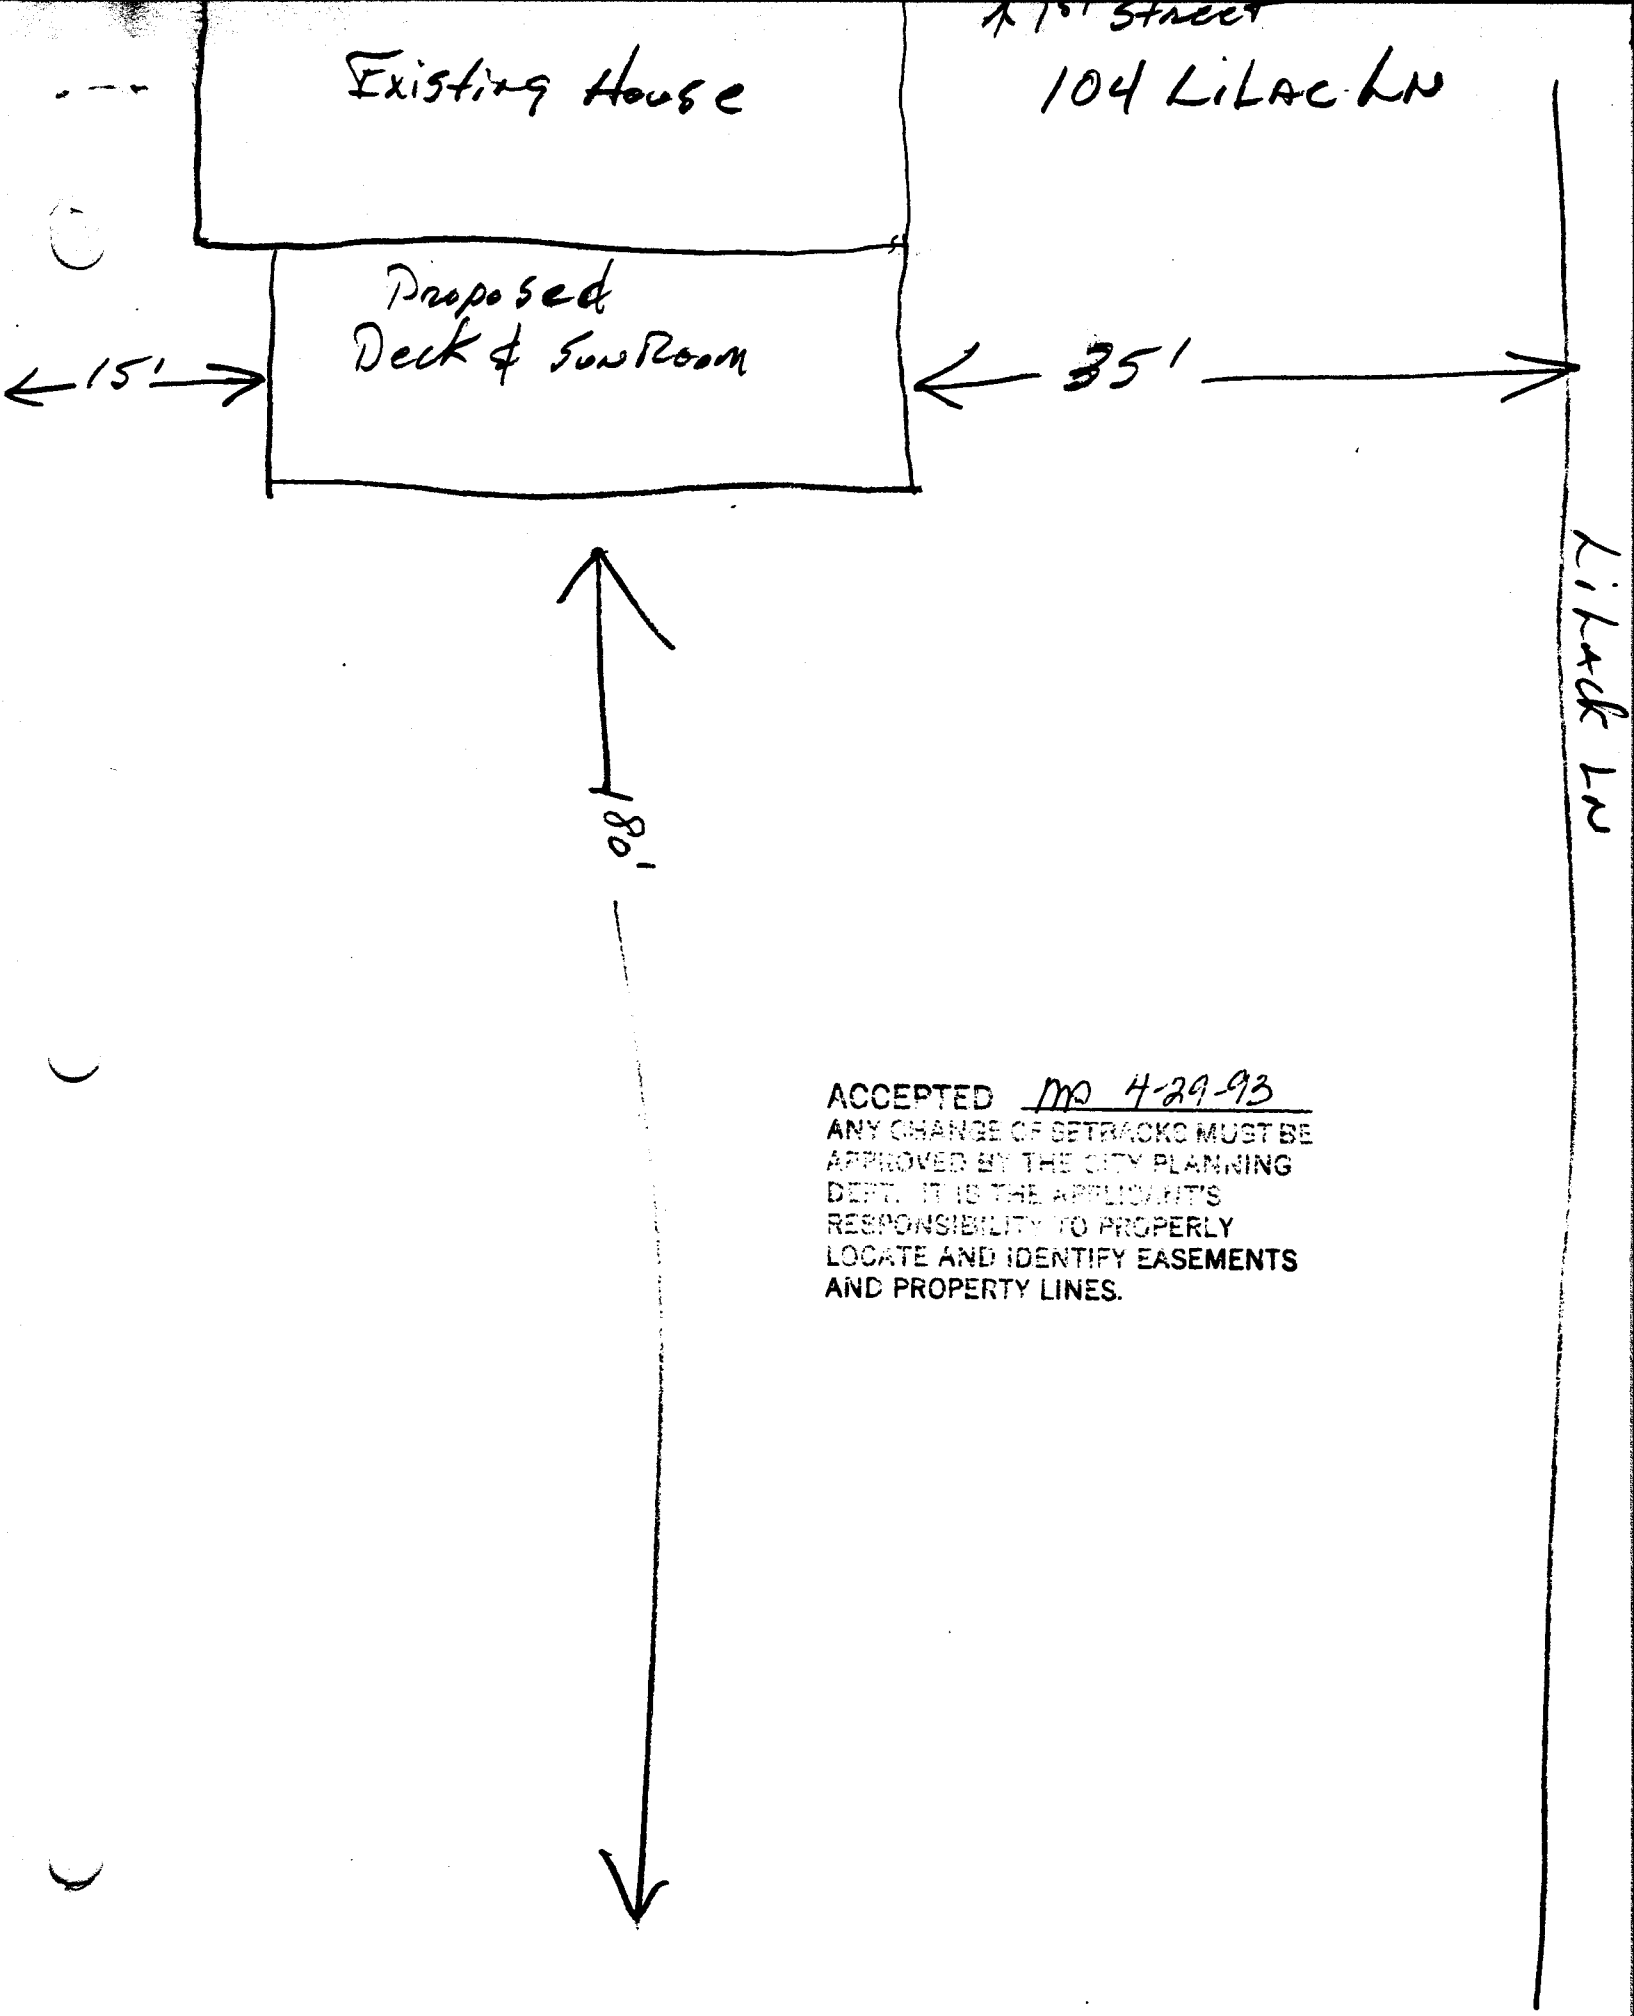 ↑ 1st Street
Existing House
104 LiLAC LN
Proposed
Deck & SunRoom
15'
35'
LiLAck LN
180'
ACCEPTED MP 4-29-93
ANY CHANGE OF SETBACKS MUST BE
APPROVED BY THE CITY PLANNING
DEPT. IT IS THE APPLICANT'S
RESPONSIBILITY TO PROPERLY
LOCATE AND IDENTIFY EASEMENTS
AND PROPERTY LINES.